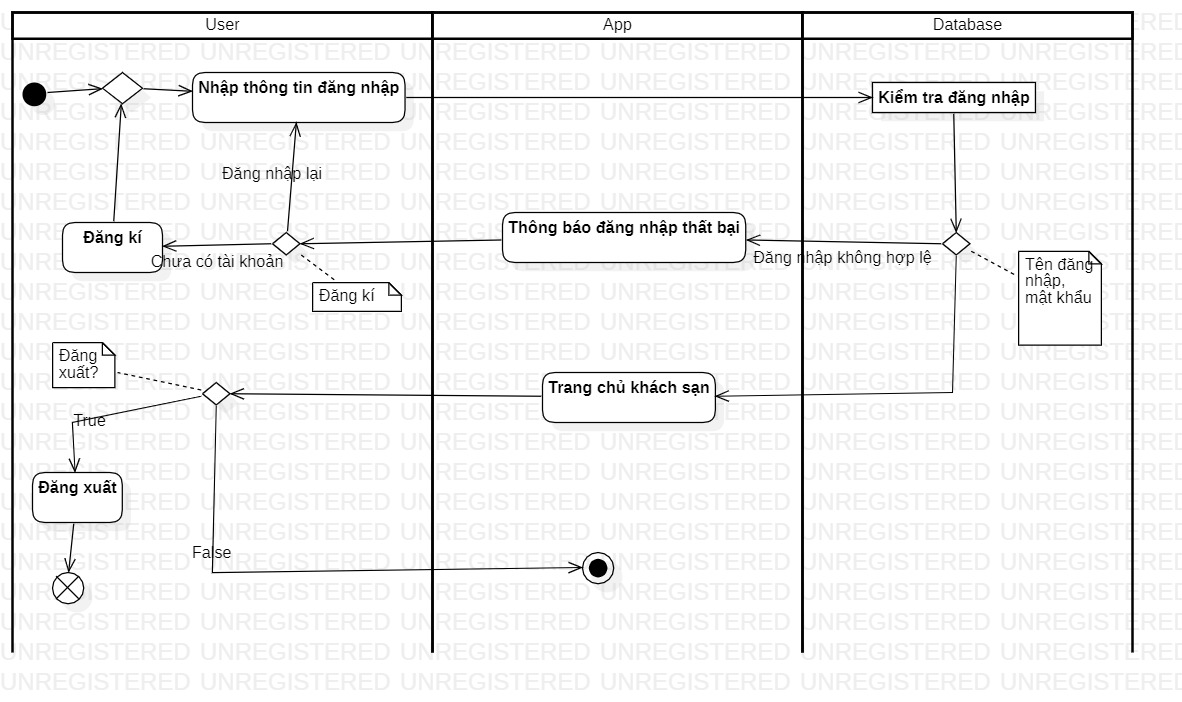 User
App
Database
Nhập thông tin đăng nhập
Kiểm tra đăng nhập
Đăng nhập lại
Đăng kí
Thông báo đăng nhập thất bại
Chưa có tài khoản
Đăng nhập không hợp lệ
Tên đăng
nhập,
mật khẩu
Đăng kí
Đăng
xuất?
Trang chủ khách sạn
True
Đăng xuất
False
UNREGISTERED